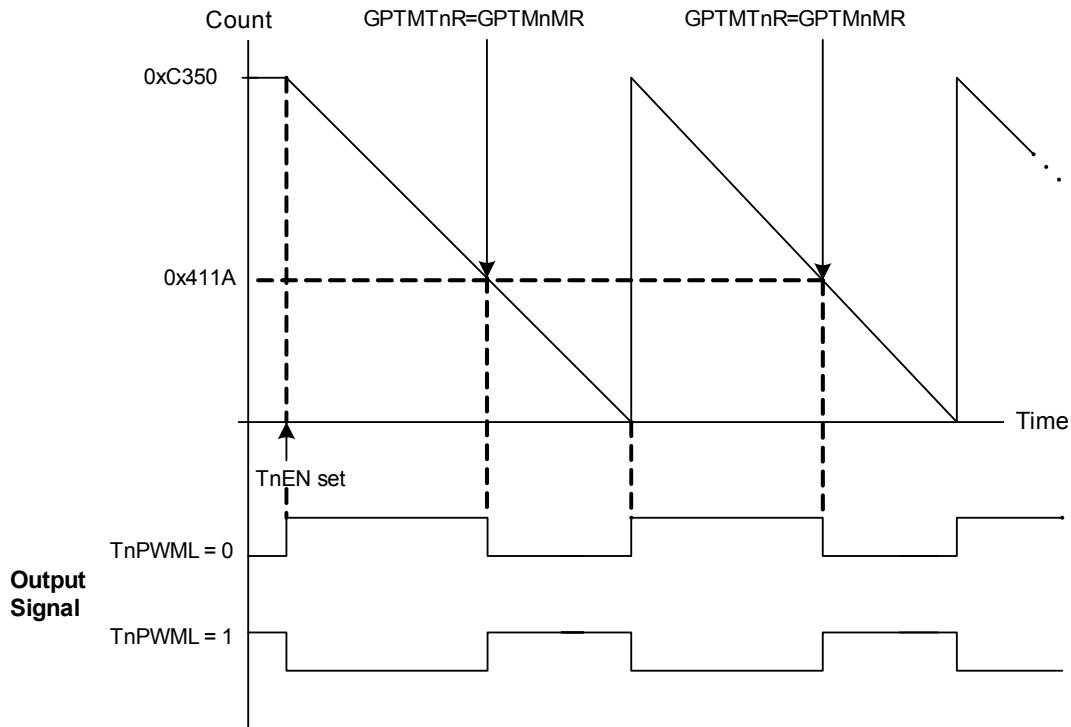 Count
GPTMTnR=GPTMnMR
GPTMTnR=GPTMnMR
0xC350
0x411A
Time
TnEN set
TnPWML = 0
Output
Signal
TnPWML = 1